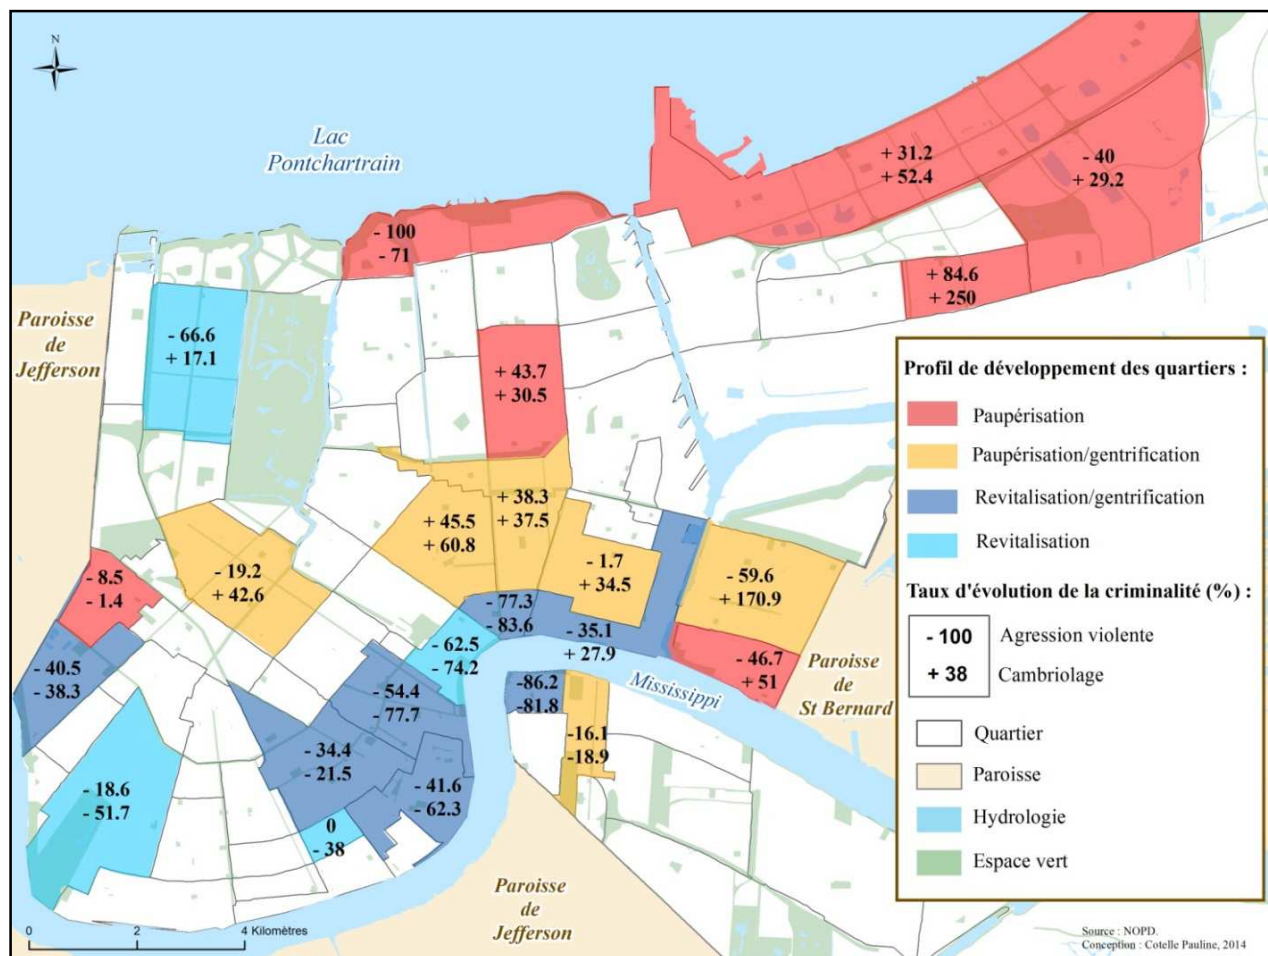 N
Lac
Pontchartrain
+ 31.2
+ 52.4
- 40
+ 29.2
- 100
- 71
+ 84.6
+ 250
Paroisse
de
Jefferson
- 66.6
+ 17.1
+ 43.7
+ 30.5
+ 38.3
+ 37.5
+ 45.5
+ 60.8
- 1.7
+ 34.5
- 59.6
+ 170.9
- 19.2
+ 42.6
- 8.5
- 1.4
- 77.3
- 83.6
- 35.1
+ 27.9
- 62.5
- 74.2
- 46.7
+ 51
Paroisse
de
St Bernard
- 40.5
- 38.3
- 54.4
- 77.7
-86.2
-81.8
Mississippi
-16.1
-18.9
- 34.4
- 21.5
- 41.6
- 62.3
- 18.6
- 51.7
0
- 38
Paroisse
de
Jefferson
0 2 4 Kilomètres
Profil de développement des quartiers :
Paupérisation
Paupérisation/gentrification
Revitalisation/gentrification
Revitalisation
Taux d'évolution de la criminalité (%) :
- 100 Agression violente
+ 38 Cambriolage
Quartier
Paroisse
Hydrologie
Espace vert
Source : NOPD.
Conception : Cotelle Pauline, 2014